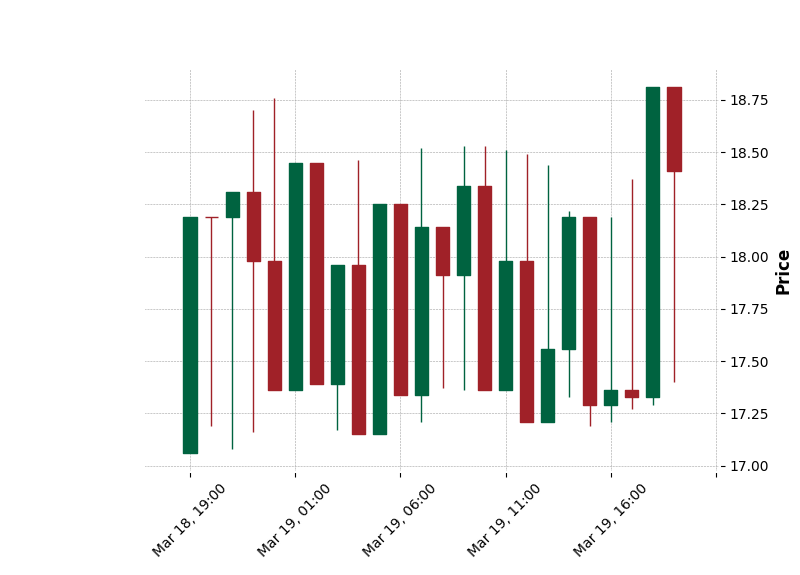 18.75
18.50
18.25
18.00
17.75
17.50
17.25
17.00
Price
Mar 18, 19:00
Mar 19, 01:00
Mar 19, 06:00
Mar 19, 11:00
Mar 19, 16:00